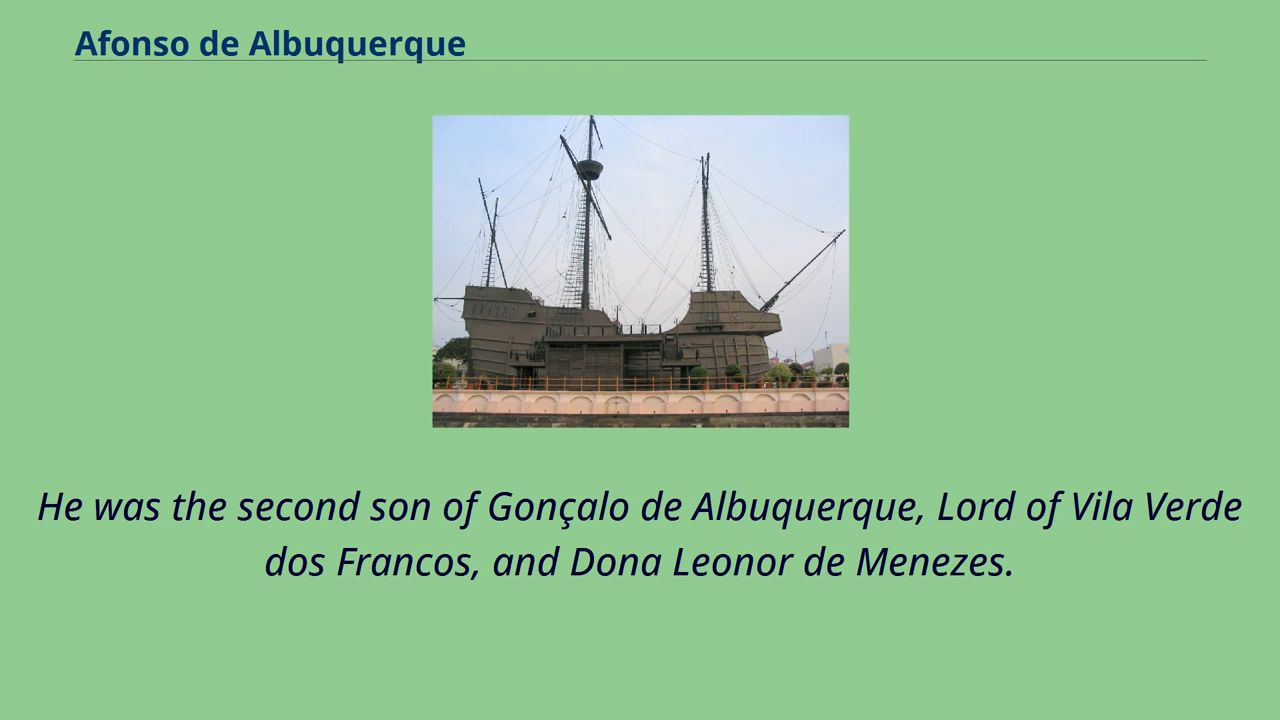 Afonso de Albuquerque
He was the second son of Gonçalo de Albuquerque, Lord of Vila Verde
dos Francos, and Dona Leonor de Menezes.